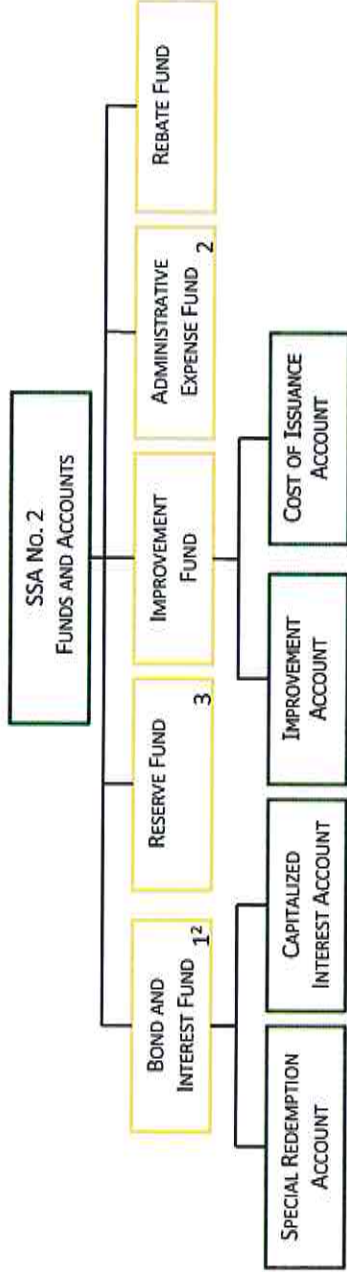 SSA No. 2
FUNDS AND ACCOUNTS
BOND AND
INTEREST FUND
1²
RESERVE FUND
3
IMPROVEMENT
FUND
ADMINISTRATIVE
EXPENSE FUND
2
REBATE FUND
SPECIAL REDEMPTION
ACCOUNT
CAPITALIZED
INTEREST ACCOUNT
IMPROVEMENT
ACCOUNT
COST OF ISSUANCE
ACCOUNT